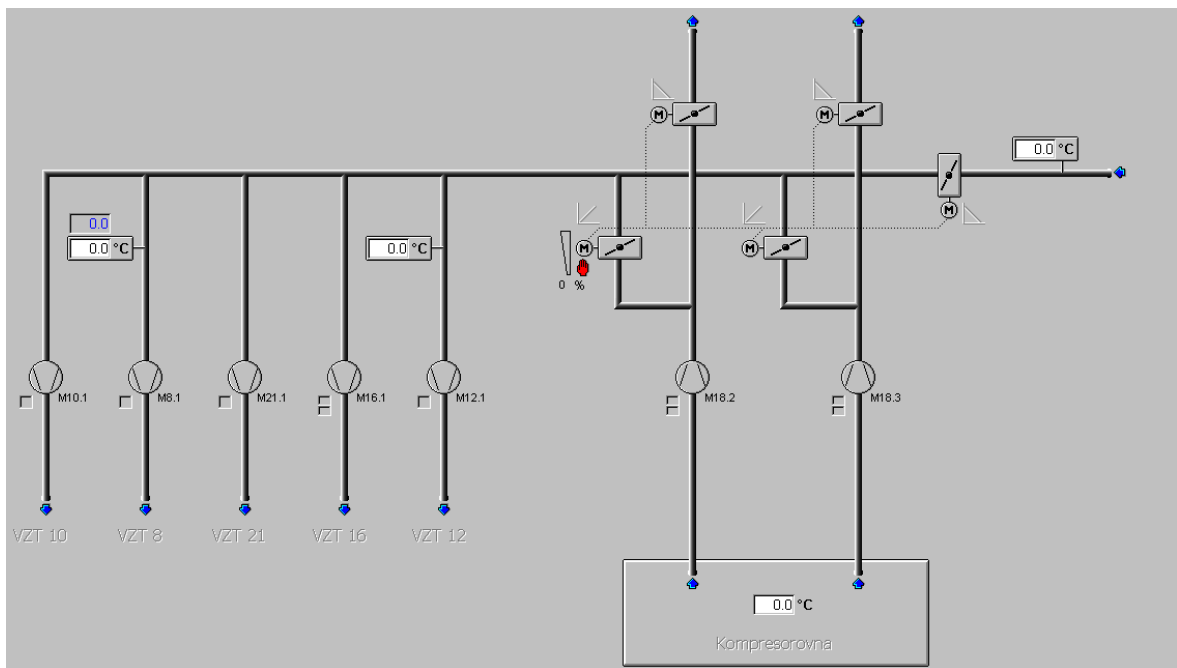 M
M
0.0 °C
M
0.0
0.0 °C
0.0 °C
M
M
0 %
M10.1
M8.1
M21.1
M16.1
M12.1
M18.2
M18.3
VZT 10
VZT 8
VZT 21
VZT 16
VZT 12
0.0 °C
Kompresorovna